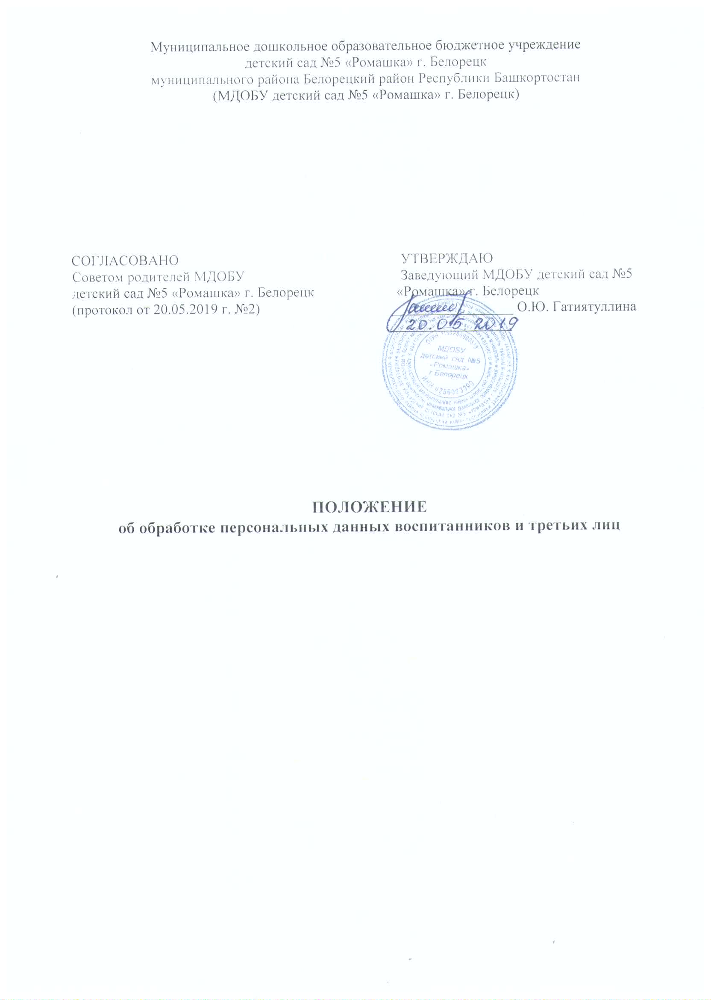 Муниципальное дошкольное образовательное бюджетное учреждение
детский сад №5 «Ромашка» г. Белорецк
муниципального района Белорецкий район Республики Башкортостан
(МДОБУ детский сад №5 «Ромашка» г. Белорецк)
СОГЛАСОВАНО
Советом родителей МДОБУ
детский сад №5 «Ромашка» г. Белорецк
(протокол от 20.05.2019 г. №2)
УТВЕРЖДАЮ
Заведующий МДОБУ детский сад №5
«Ромашка» г. Белорецк
О.Ю. Гатиятуллина
20.05.2019
ОГРН
МДОБУ
детский сад №5
«Ромашка»
г Белорецк
ИНН 0256023399
ПОЛОЖЕНИЕ
об обработке персональных данных воспитанников и третьих лиц